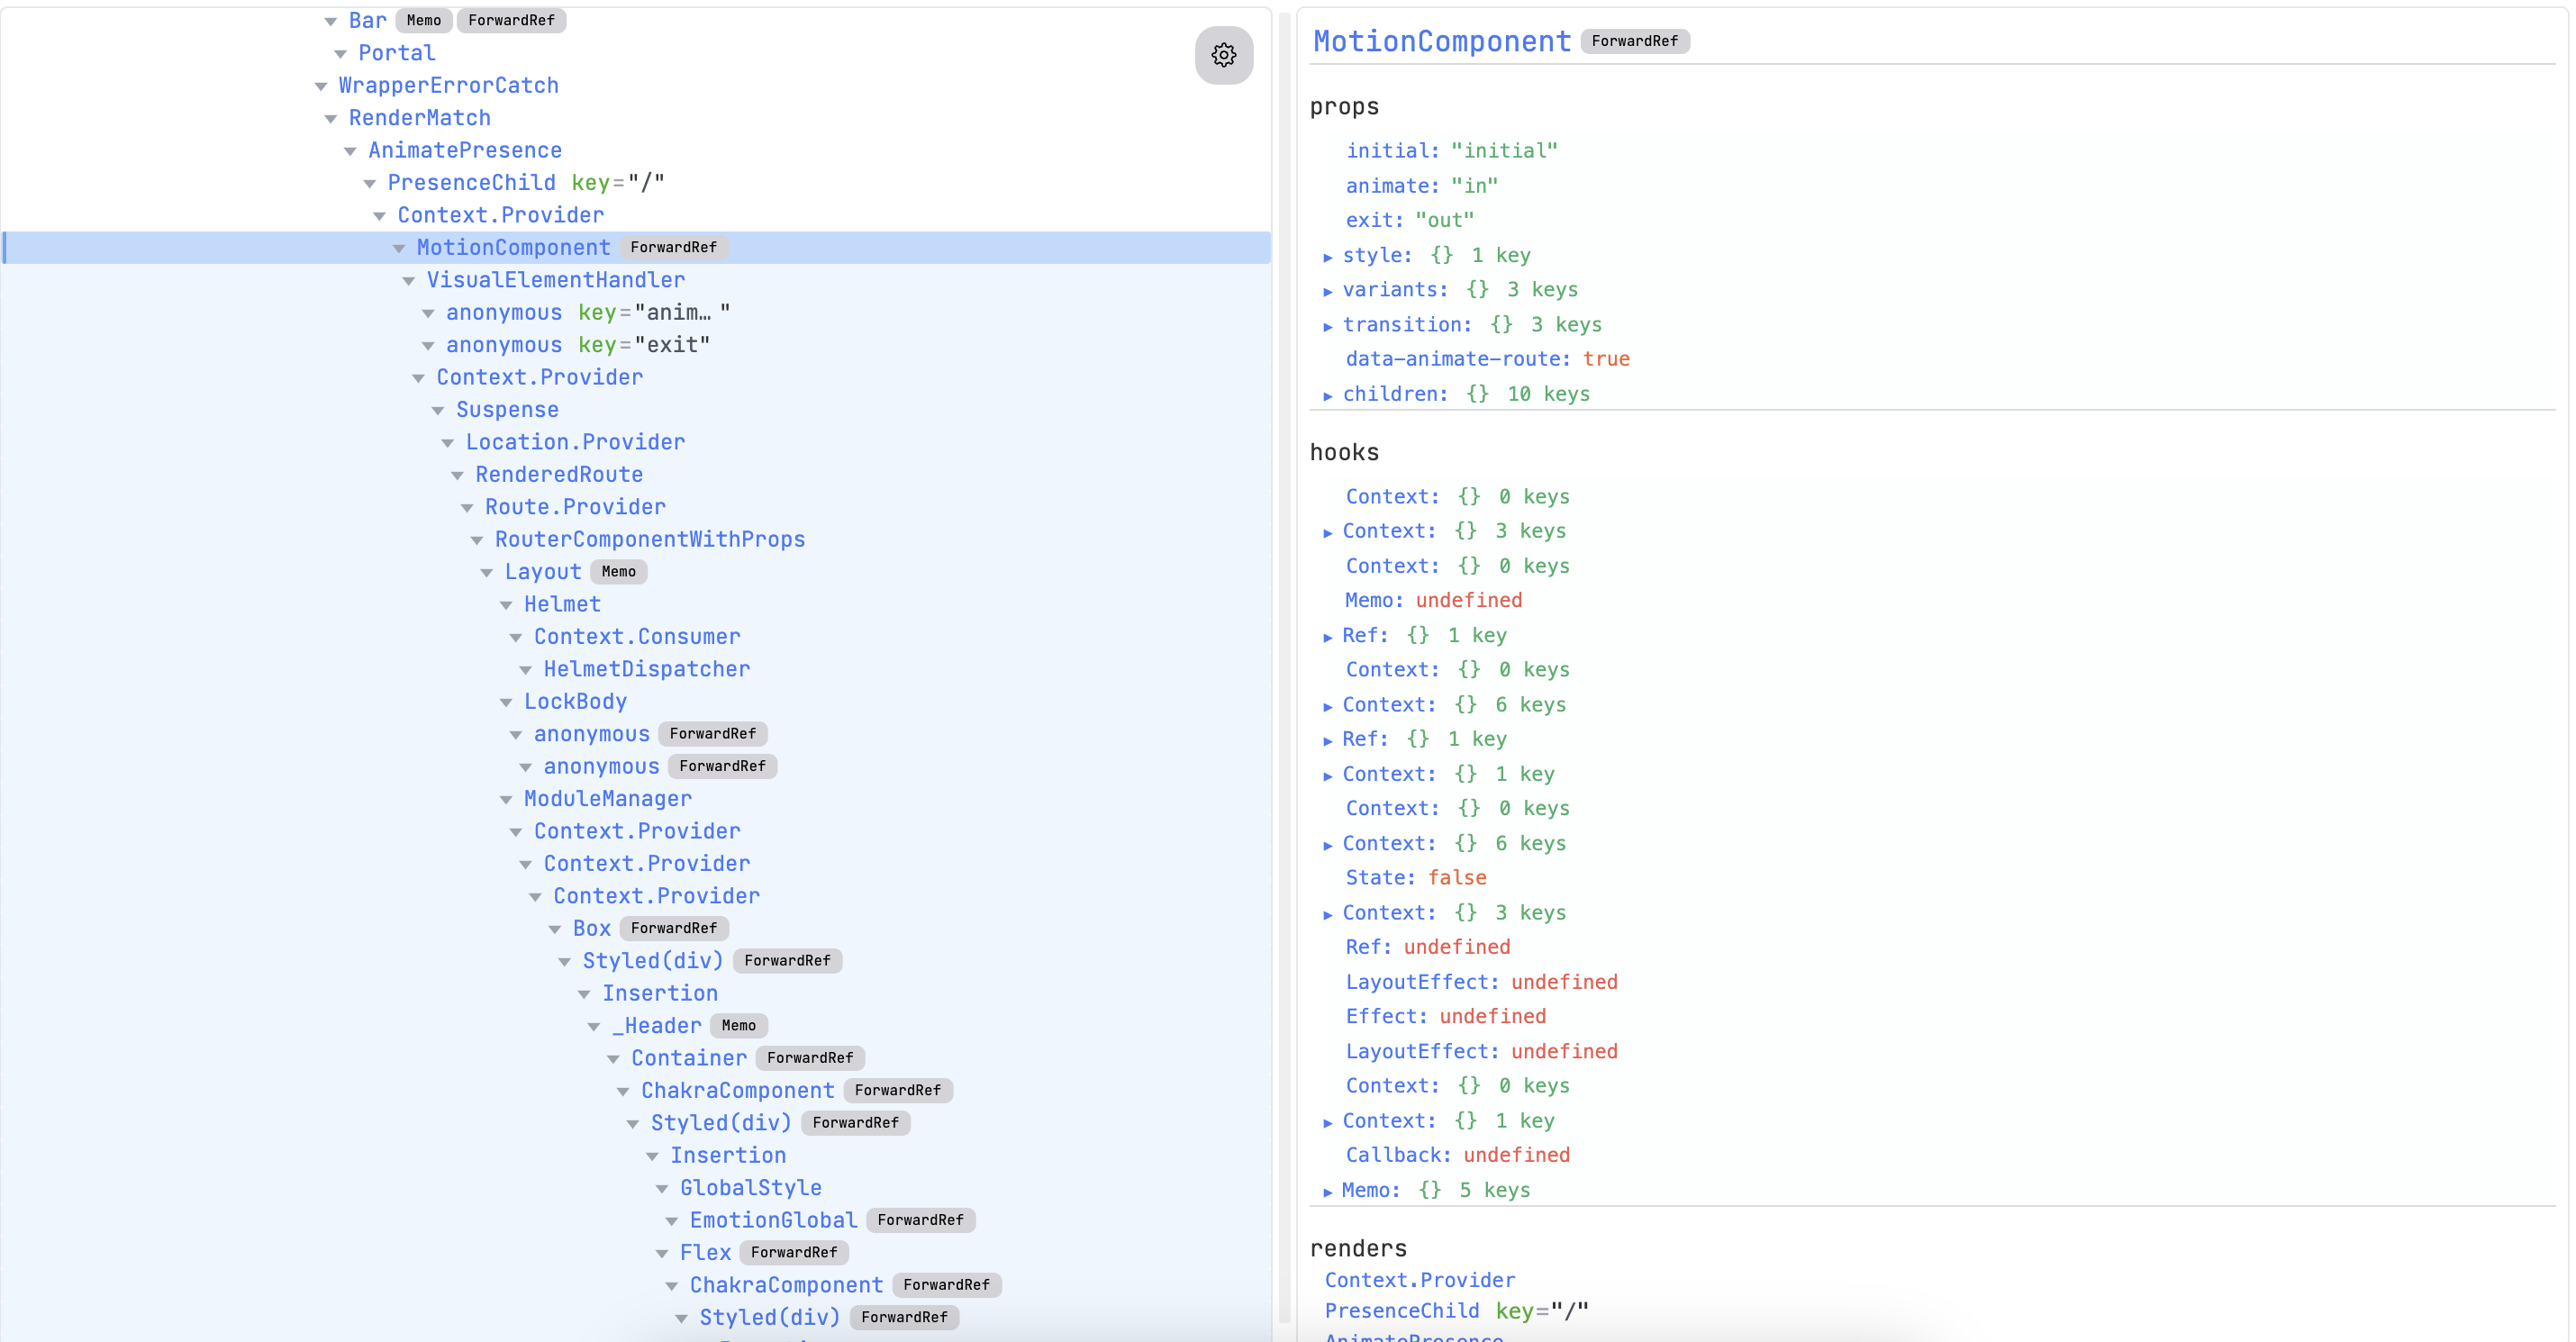 Bar Memo ForwardRef
Portal
WrapperErrorCatch
RenderMatch
AnimatePresence
PresenceChild key="/"
Context.Provider
MotionComponent ForwardRef
VisualElementHandler
anonymous key="anim… "
anonymous key="exit"
Context.Provider
Suspense
Location.Provider
RenderedRoute
Route.Provider
RouterComponentWithProps
Layout Memo
Helmet
Context.Consumer
HelmetDispatcher
LockBody
anonymous ForwardRef
anonymous ForwardRef
ModuleManager
Context.Provider
Context.Provider
Context.Provider
Box ForwardRef
Styled(div) ForwardRef
Insertion
_Header Memo
Container ForwardRef
ChakraComponent ForwardRef
Styled(div) ForwardRef
Insertion
GlobalStyle
EmotionGlobal ForwardRef
Flex ForwardRef
ChakraComponent ForwardRef
Styled(div) ForwardRef
MotionComponent ForwardRef
props
initial: "initial"
animate: "in"
exit: "out"
style: {} 1 key
variants: {} 3 keys
transition: {} 3 keys
data-animate-route: true
children: {} 10 keys
hooks
Context: {} 0 keys
Context: {} 3 keys
Context: {} 0 keys
Memo: undefined
Ref: {} 1 key
Context: {} 0 keys
Context: {} 6 keys
Ref: {} 1 key
Context: {} 1 key
Context: {} 0 keys
Context: {} 6 keys
State: false
Context: {} 3 keys
Ref: undefined
LayoutEffect: undefined
Effect: undefined
LayoutEffect: undefined
Context: {} 0 keys
Context: {} 1 key
Callback: undefined
Memo: {} 5 keys
renders
Context.Provider
PresenceChild key="/"
AnimatePresence